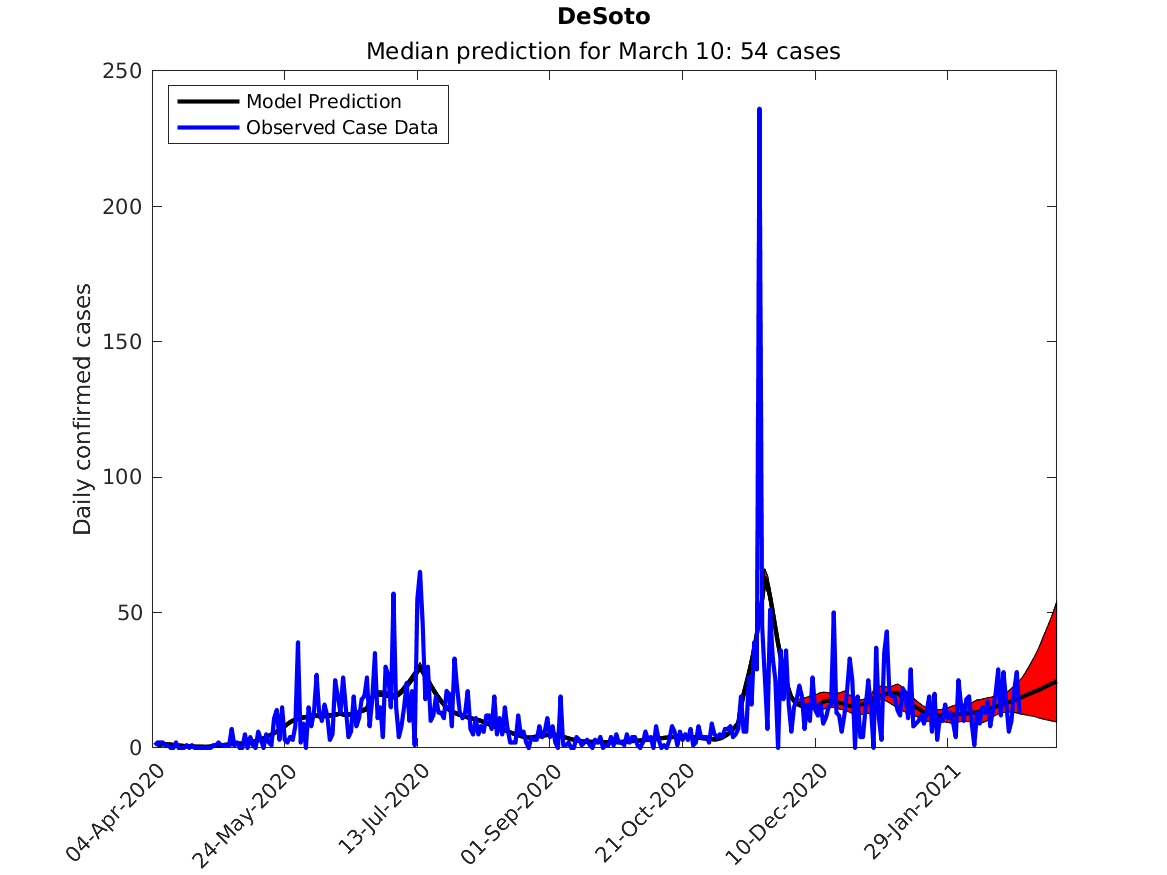 DeSoto
Median prediction for March 10: 54 cases
250
200
150
100
50
0
Daily confirmed cases
Model Prediction
Observed Case Data
04-Apr-2020
24-May-2020
13-Jul-2020
01-Sep-2020
21-Oct-2020
10-Dec-2020
29-Jan-2021